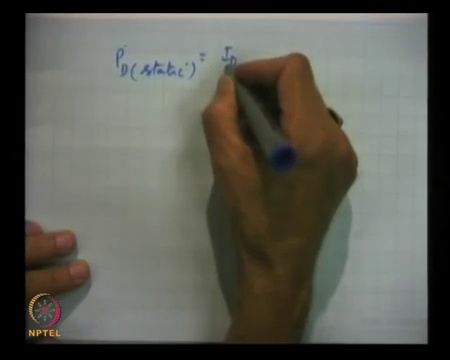 P_D(static) = I_D
NPTEL